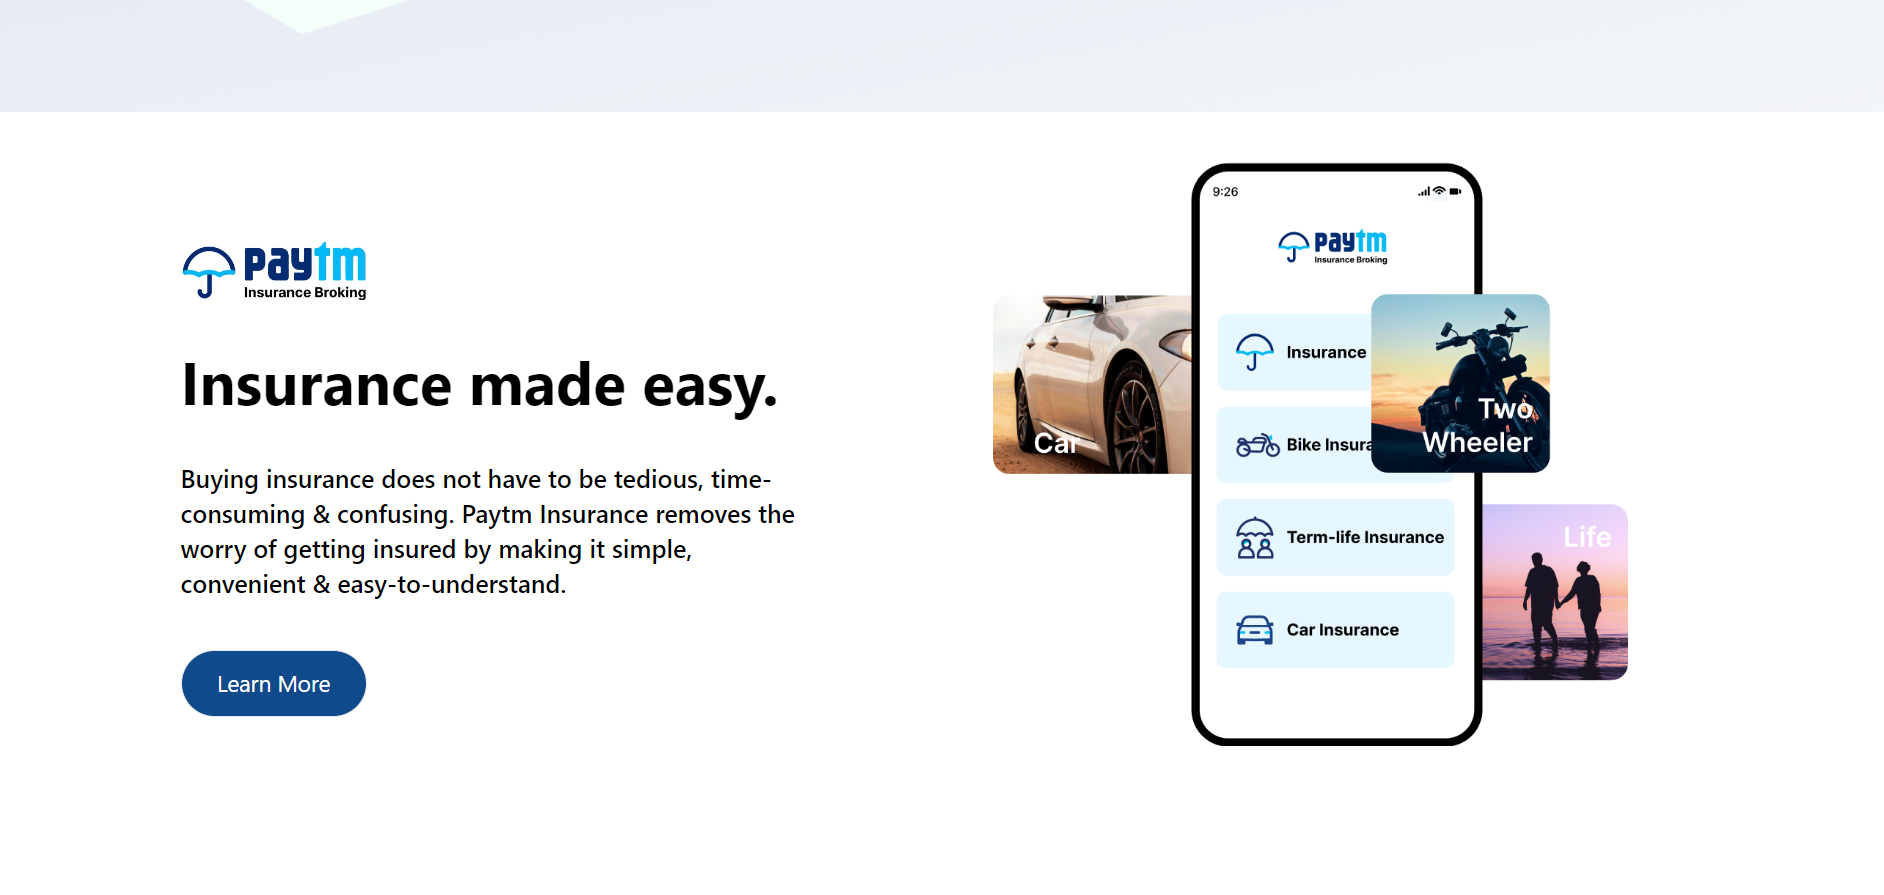 paytm
Insurance Broking
Insurance made easy.
Buying insurance does not have to be tedious, time-
consuming & confusing. Paytm Insurance removes the
worry of getting insured by making it simple,
convenient & easy-to-understand.
Learn More
9:26
paytm
Insurance Broking
Insurance
Bike Insura
Term-life Insurance
Car Insurance
Car
Two
Wheeler
Life